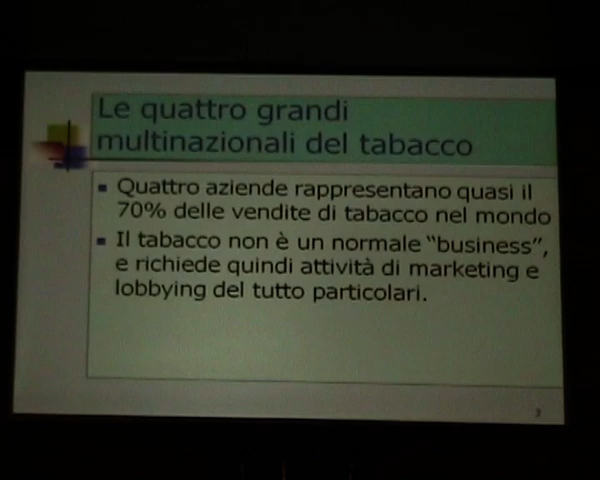 Le quattro grandi
multinazionali del tabacco
Quattro aziende rappresentano quasi il
70% delle vendite di tabacco nel mondo
Il tabacco non è un normale “business”,
e richiede quindi attività di marketing e
lobbying del tutto particolari.
3